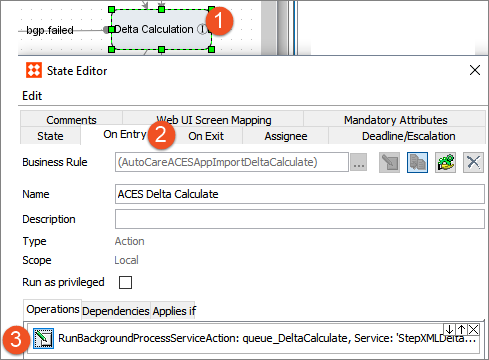 bgp.failed
Delta Calculation
1
State Editor
Edit
Comments Web UI Screen Mapping Mandatory Attributes
State On Entry 2 On Exit Assignee Deadline/Escalation
Business Rule (AutoCareACESAppImportDeltaCalculate) ...
Name ACES Delta Calculate
Description
Type Action
Scope Local
Run as privileged
Operations Dependencies Applies if
3 RunBackgroundProcessServiceAction: queue_DeltaCalculate, Service: 'StepXMLDelta...